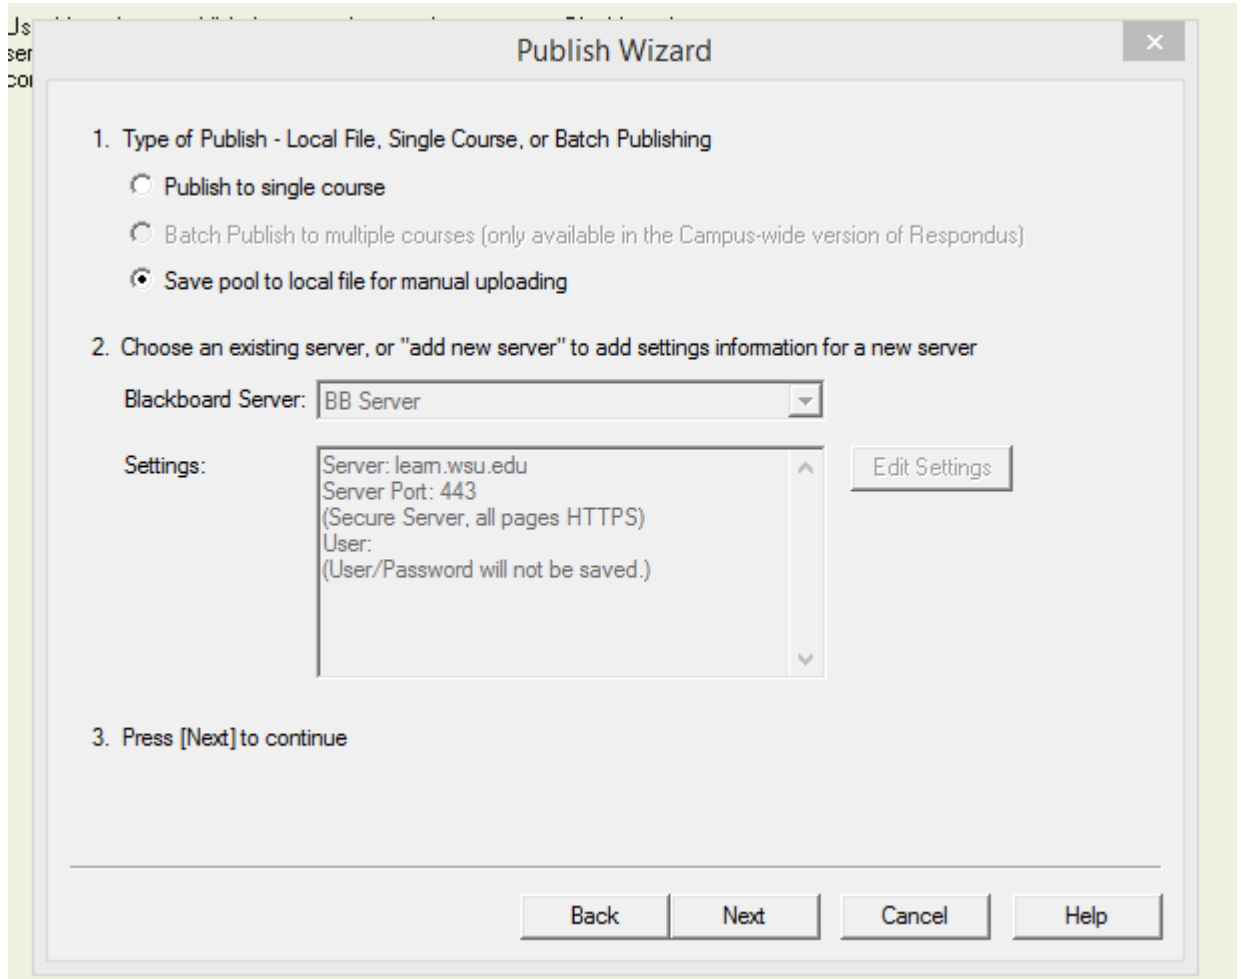 Publish Wizard
1. Type of Publish - Local File, Single Course, or Batch Publishing
Publish to single course
Batch Publish to multiple courses (only available in the Campus-wide version of Respondus)
Save pool to local file for manual uploading
2. Choose an existing server, or "add new server" to add settings information for a new server
Blackboard Server: BB Server
Settings:
Server: learn.wsu.edu
Server Port: 443
(Secure Server, all pages HTTPS)
User:
(User/Password will not be saved.)
Edit Settings
3. Press [Next] to continue
Back Next Cancel Help